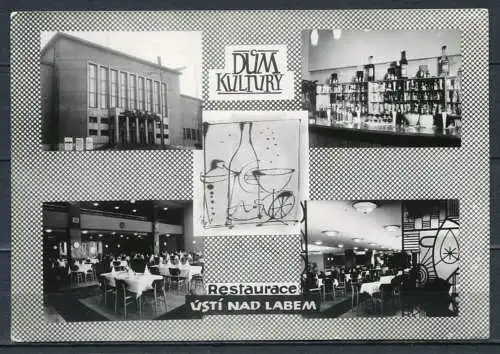 DŮM
KULTURY
Restaurace
ÚSTÍ NAD LABEM